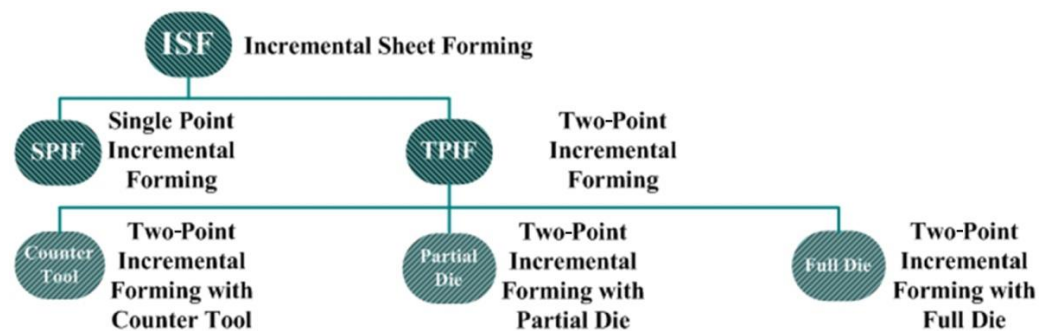 ISF
Incremental Sheet Forming
SPIF
Single Point
Incremental
Forming
TPIF
Two-Point
Incremental
Forming
Counter
Tool
Two-Point
Incremental
Forming with
Counter Tool
Partial
Die
Two-Point
Incremental
Forming with
Partial Die
Full Die
Two-Point
Incremental
Forming with
Full Die